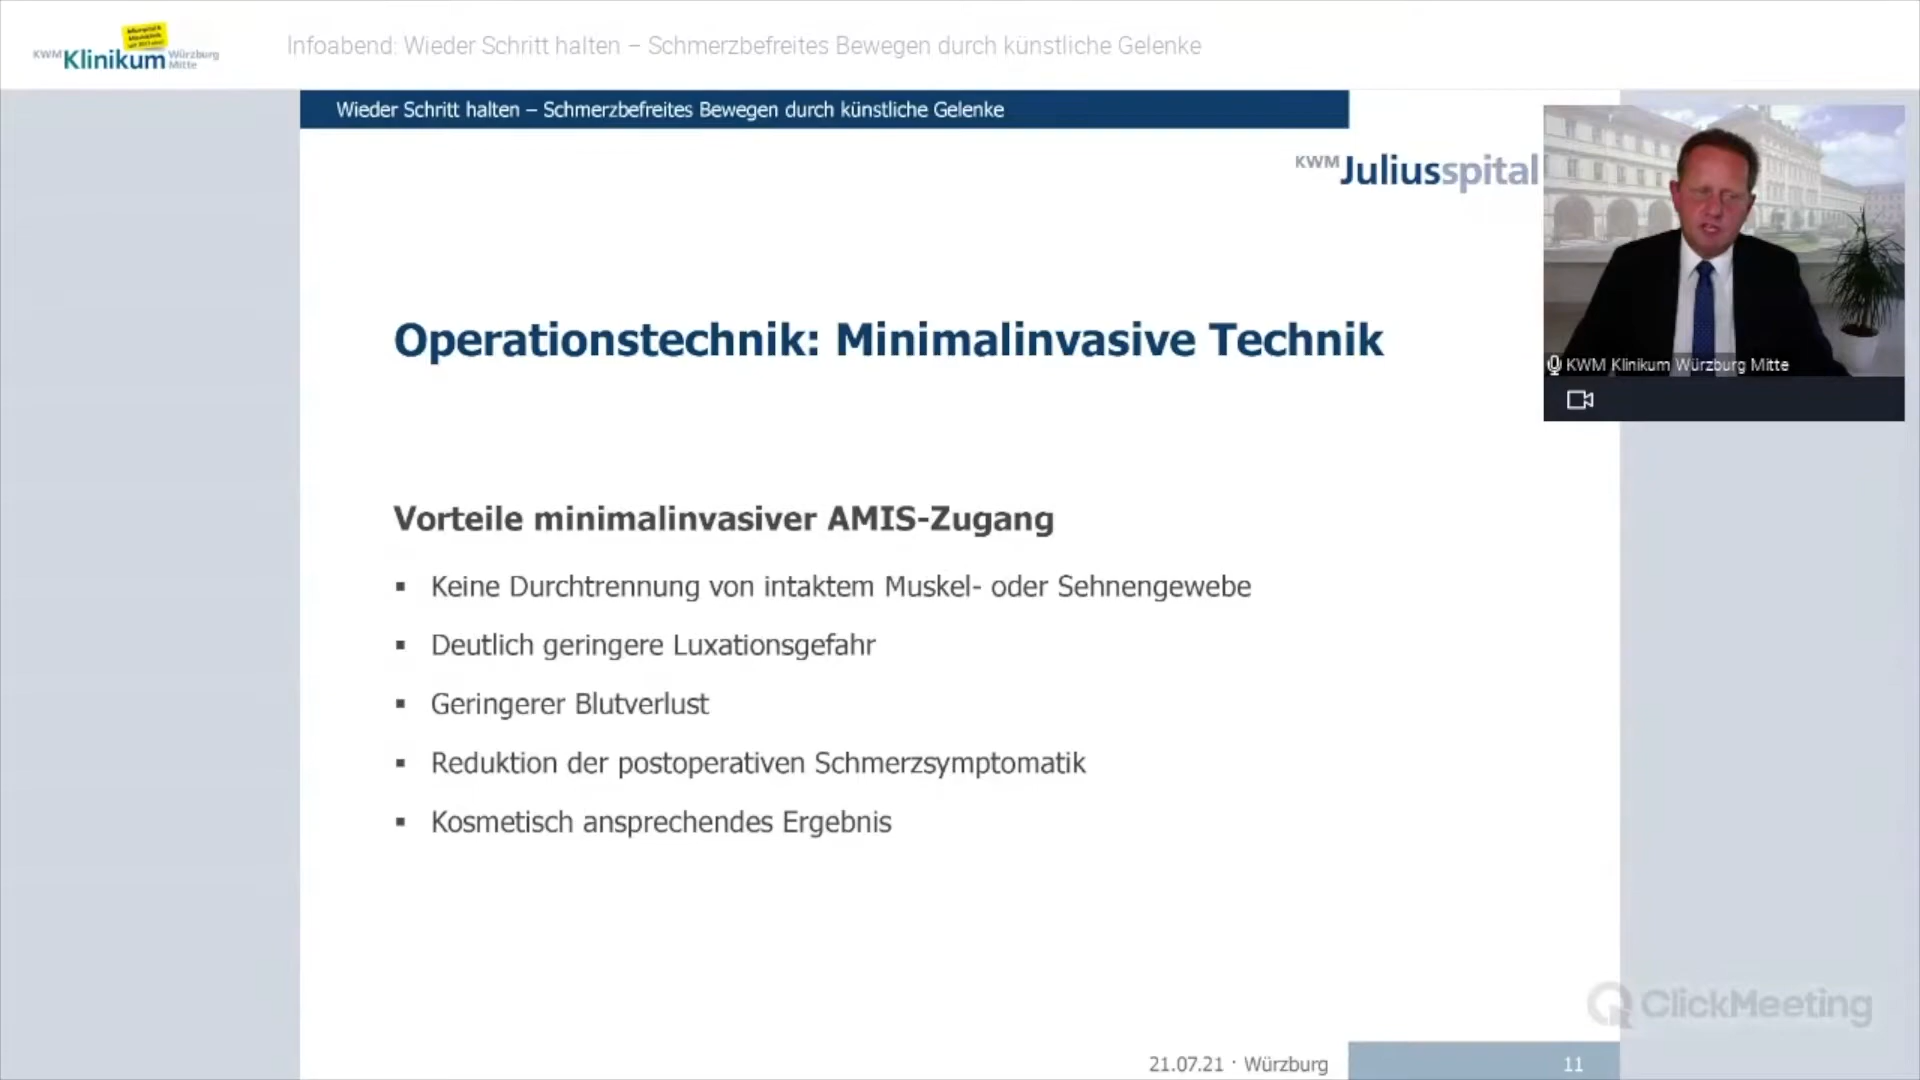 KWM Klinikum Würzburg Mitte
Infoabend: Wieder Schritt halten – Schmerzbefreites Bewegen durch künstliche Gelenke
Wieder Schritt halten – Schmerzbefreites Bewegen durch künstliche Gelenke
KWM Juliusspital
KWM Klinikum Würzburg Mitte
Operationstechnik: Minimalinvasive Technik
Vorteile minimalinvasiver AMIS-Zugang
▪ Keine Durchtrennung von intaktem Muskel- oder Sehnengewebe
▪ Deutlich geringere Luxationsgefahr
▪ Geringerer Blutverlust
▪ Reduktion der postoperativen Schmerzsymptomatik
▪ Kosmetisch ansprechendes Ergebnis
ClickMeeting
21.07.21 · Würzburg
11